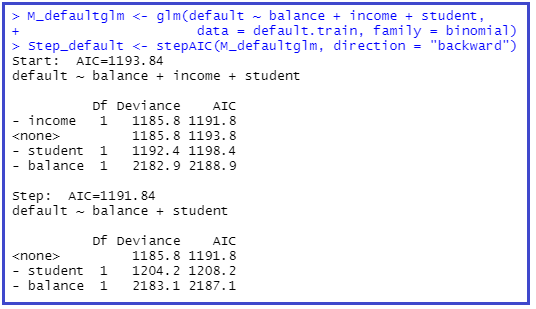 > M_defaultglm <- glm(default ~ balance + income + student,
+                     data = default.train, family = binomial)
> Step_default <- stepAIC(M_defaultglm, direction = "backward")
Start:  AIC=1193.84
default ~ balance + income + student

          Df Deviance    AIC
- income   1   1185.8 1191.8
<none>         1185.8 1193.8
- student  1   1192.4 1198.4
- balance  1   2182.9 2188.9

Step:  AIC=1191.84
default ~ balance + student

          Df Deviance    AIC
<none>         1185.8 1191.8
- student  1   1204.2 1208.2
- balance  1   2183.1 2187.1